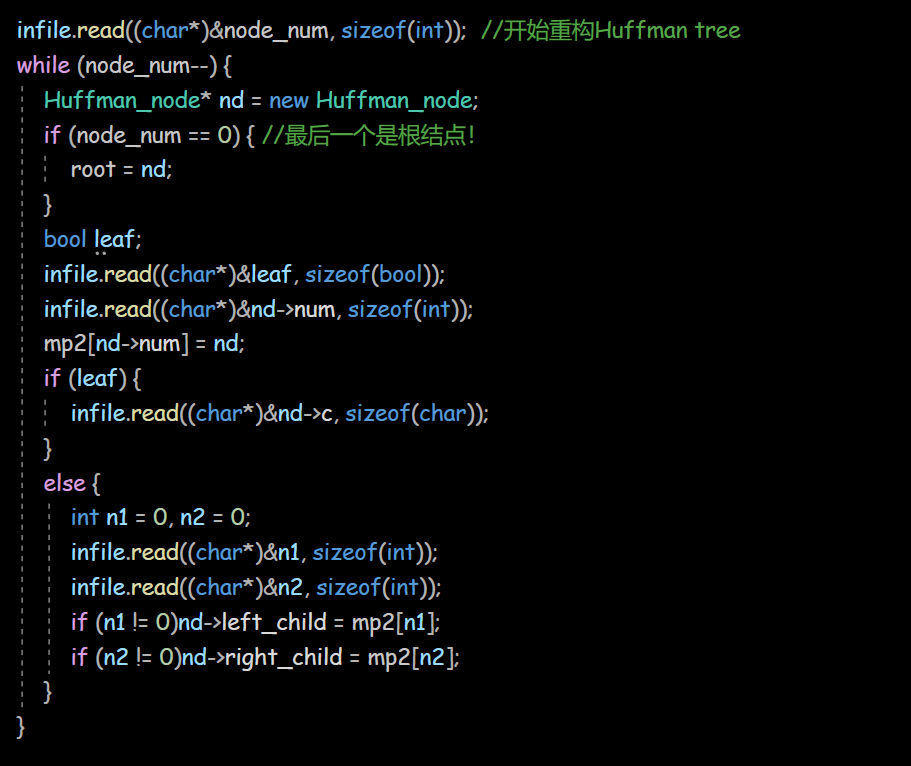 infile.read((char*)&node_num, sizeof(int));  //开始重构Huffman tree
while (node_num--) {
    Huffman_node* nd = new Huffman_node;
    if (node_num == 0) { //最后一个是根结点!
        root = nd;
    }
    bool leaf;
    infile.read((char*)&leaf, sizeof(bool));
    infile.read((char*)&nd->num, sizeof(int));
    mp2[nd->num] = nd;
    if (leaf) {
        infile.read((char*)&nd->c, sizeof(char));
    }
    else {
        int n1 = 0, n2 = 0;
        infile.read((char*)&n1, sizeof(int));
        infile.read((char*)&n2, sizeof(int));
        if (n1 != 0)nd->left_child = mp2[n1];
        if (n2 != 0)nd->right_child = mp2[n2];
    }
}